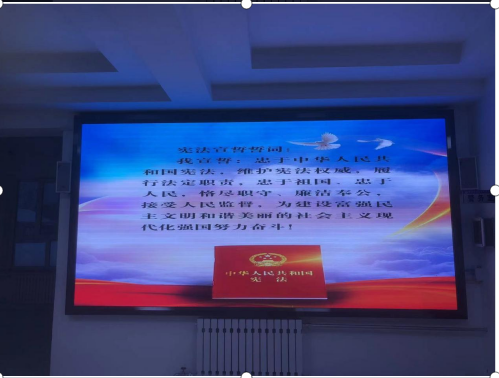 宪法宣誓誓词：
我宣誓：忠于中华人民共
和国宪法，维护宪法权威，履
行法定职责，忠于祖国、忠于
人民，恪尽职守、廉洁奉公，
接受人民监督，为建设富强民
主文明和谐美丽的社会主义现
代化强国努力奋斗！
中华人民共和国
宪法